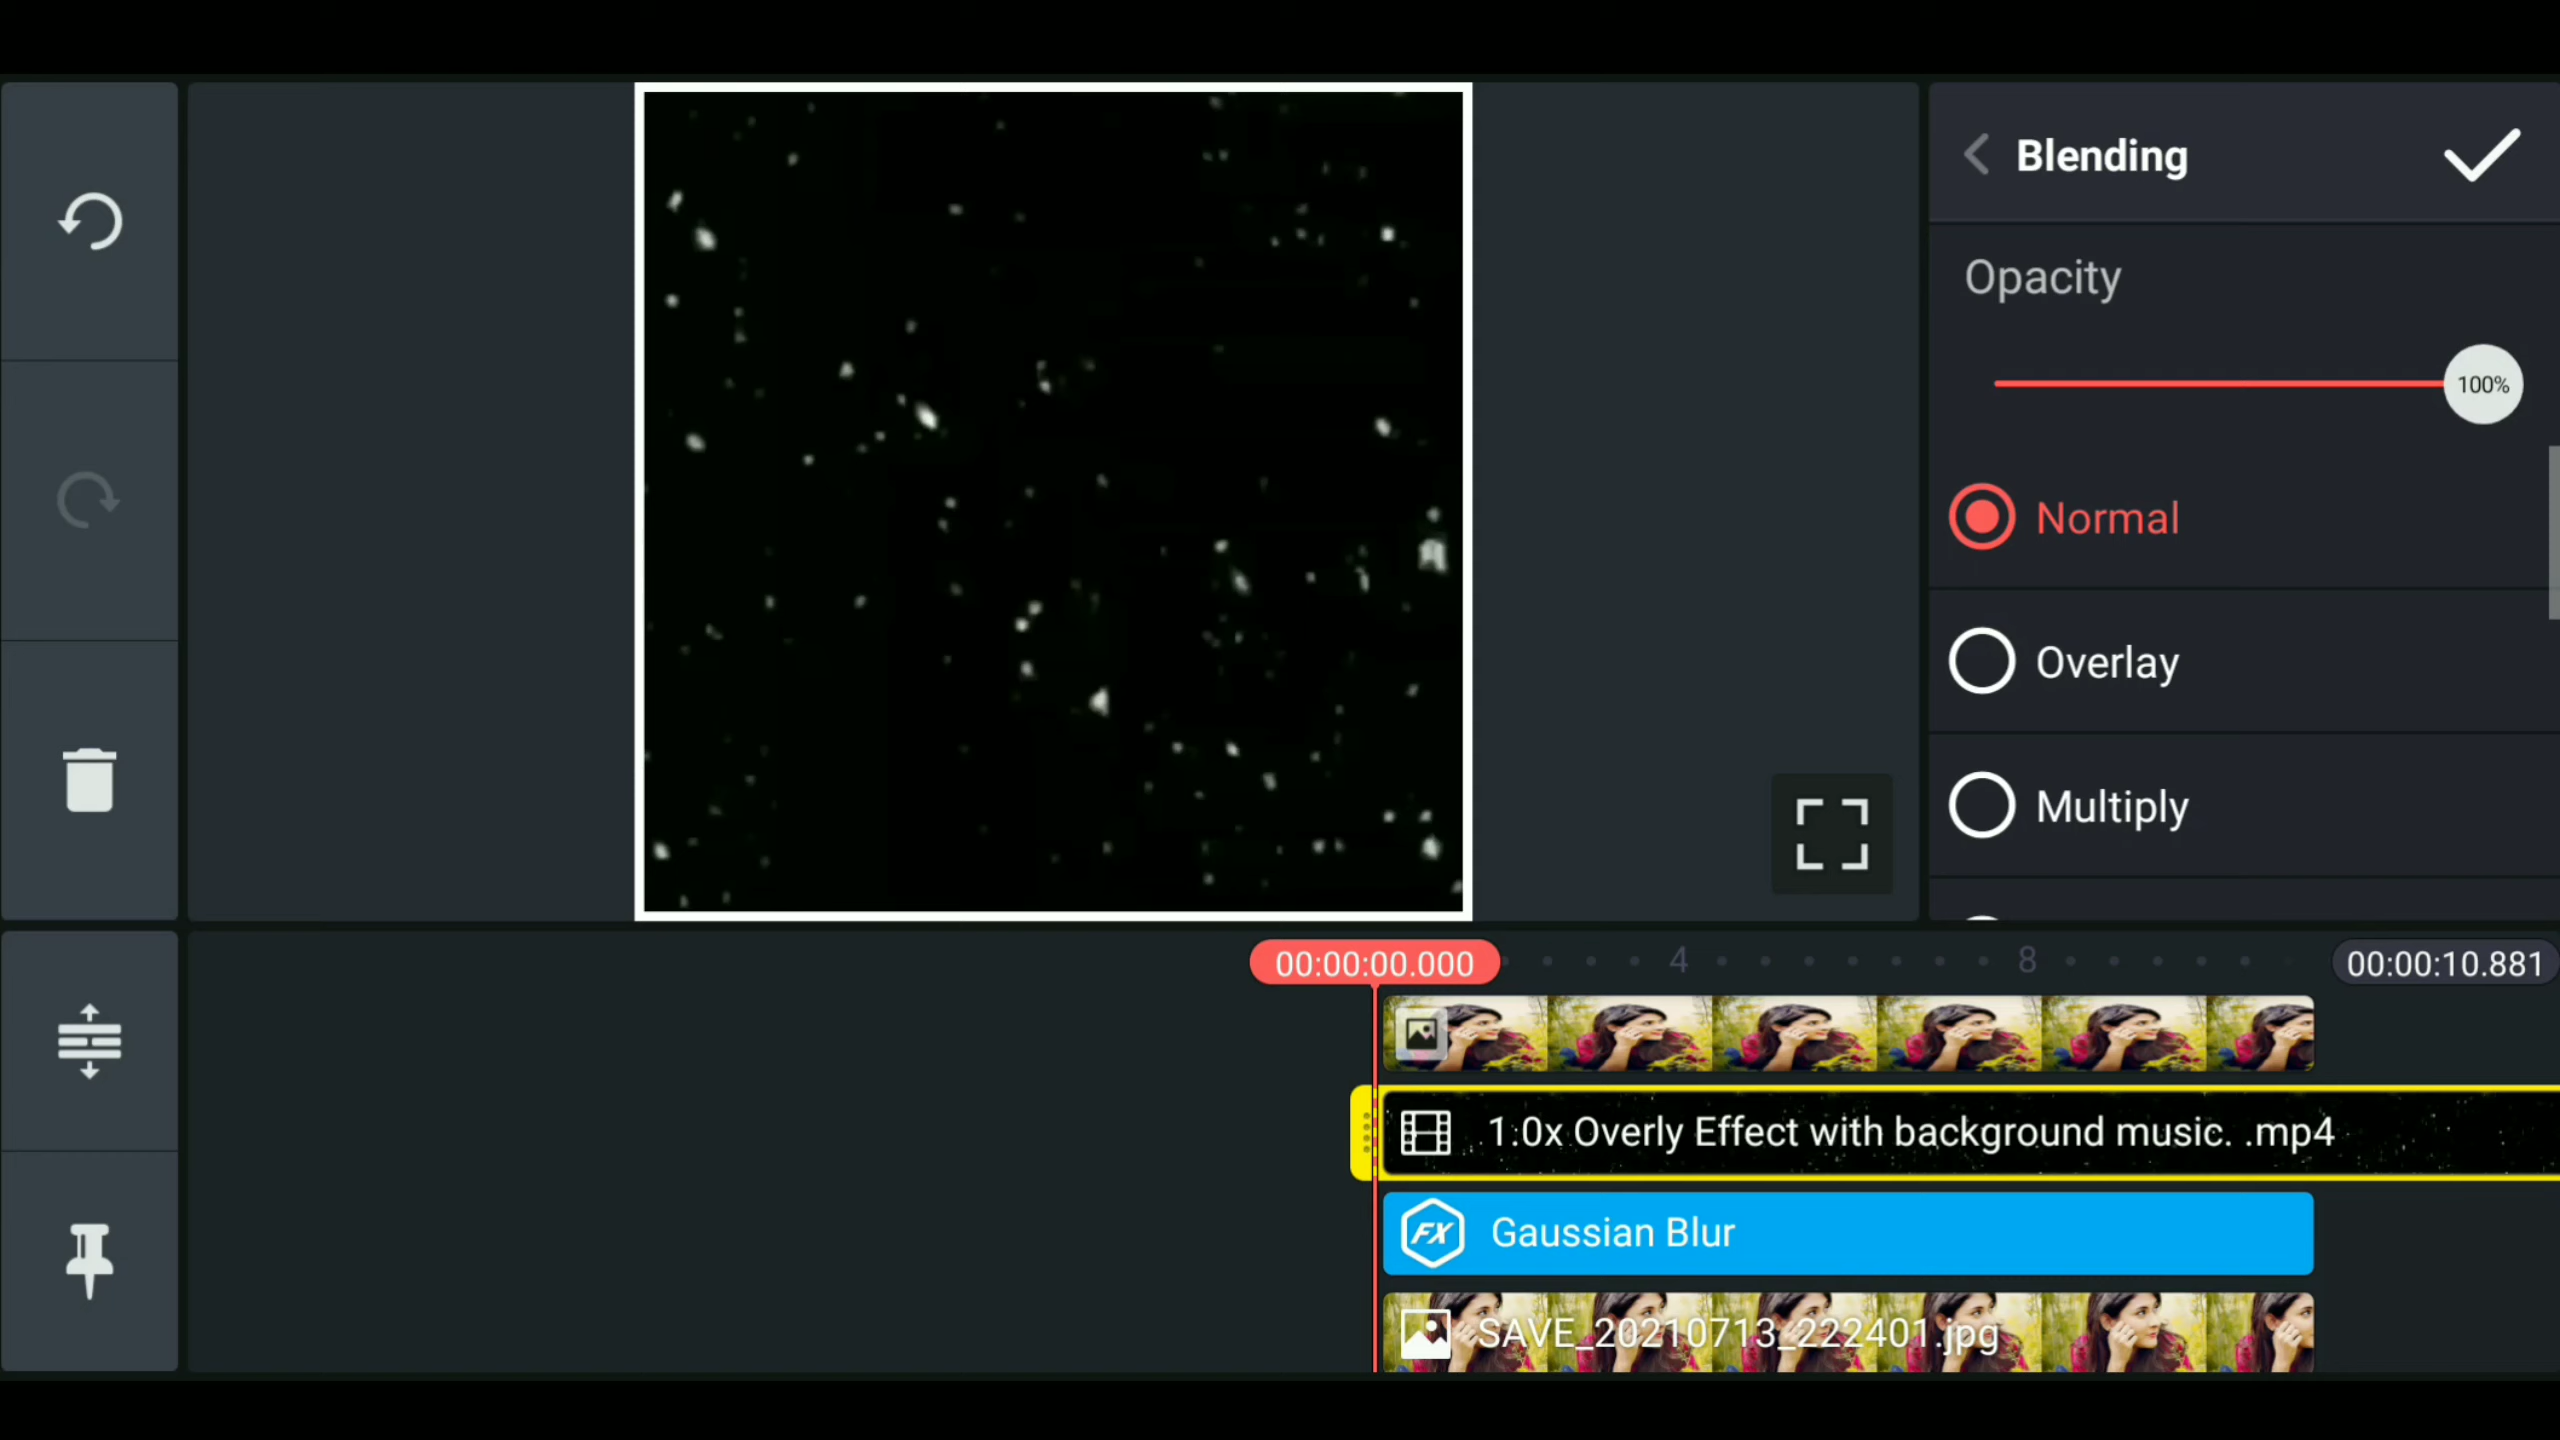 Blending
Opacity
100%
Normal
Overlay
Multiply
00:00:00.000
4
8
00:00:10.881
1.0x Overly Effect with background music. .mp4
FX Gaussian Blur
SAVE_20210713_222401.jpg